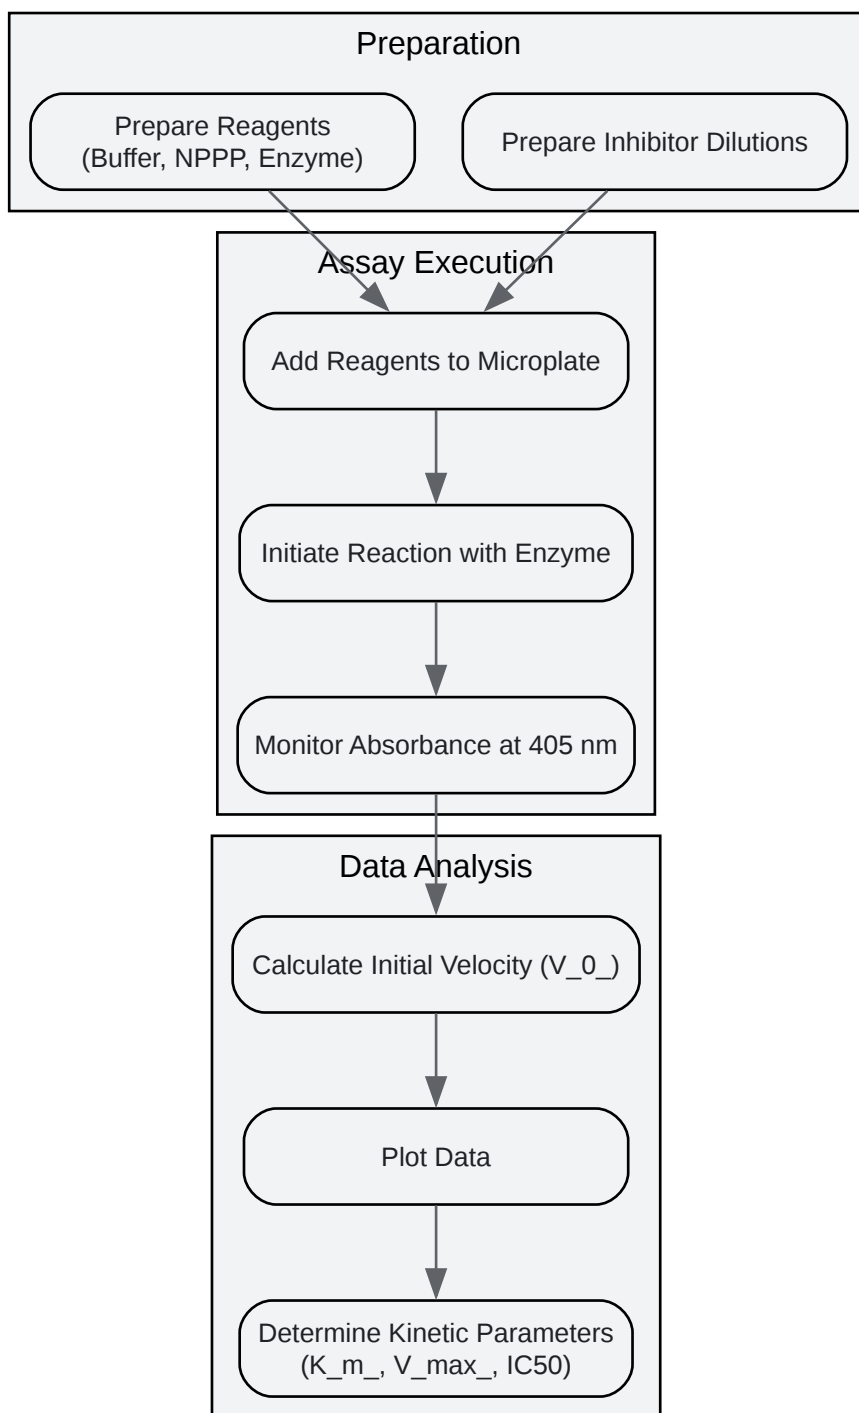 Preparation
Prepare Reagents
(Buffer, NPPP, Enzyme)
Prepare Inhibitor Dilutions
Assay Execution
Add Reagents to Microplate
Initiate Reaction with Enzyme
Monitor Absorbance at 405 nm
Data Analysis
Calculate Initial Velocity (V_0_)
Plot Data
Determine Kinetic Parameters
(K_m_, V_max_, IC50)